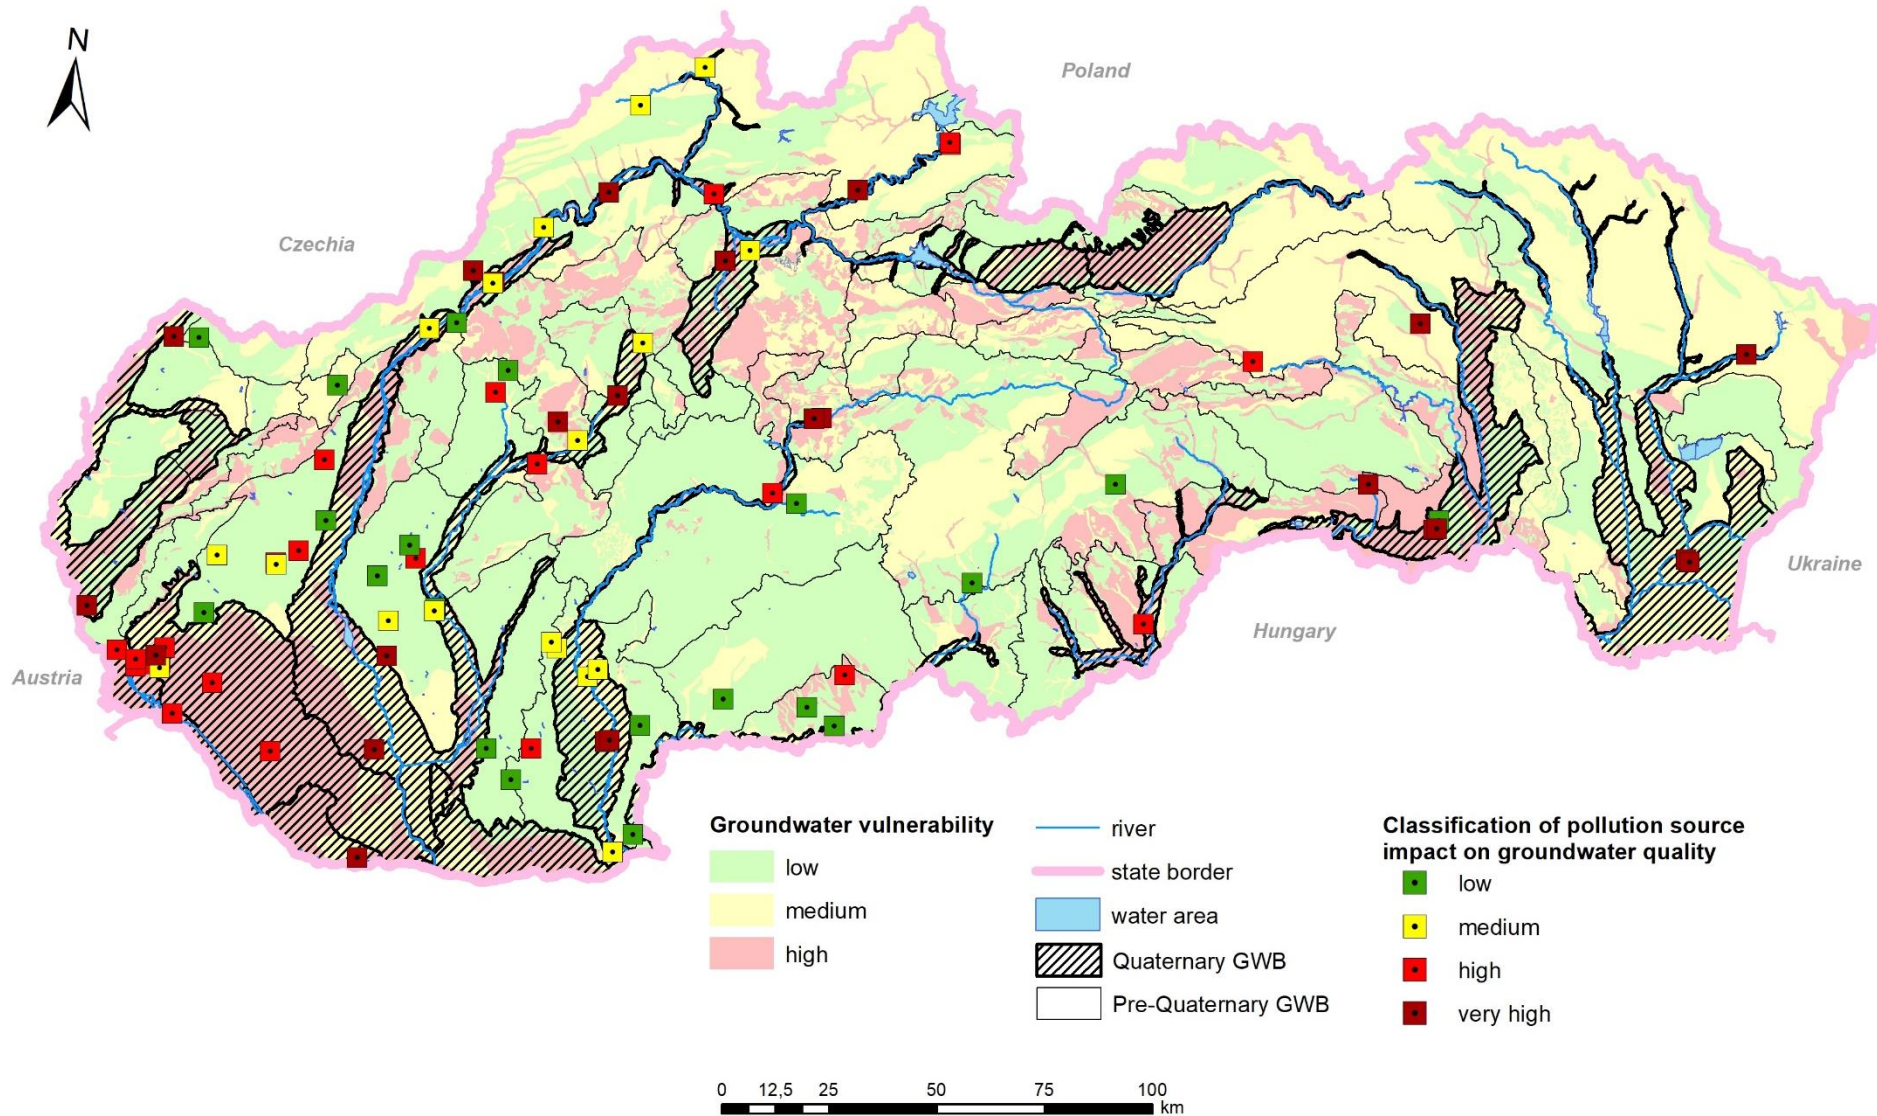 N
Poland
Czechia
Ukraine
Hungary
Austria
Groundwater vulnerability
low
medium
high
river
state border
water area
Quaternary GWB
Pre-Quaternary GWB
Classification of pollution source
impact on groundwater quality
low
medium
high
very high
0 12,5 25 50 75 100
km